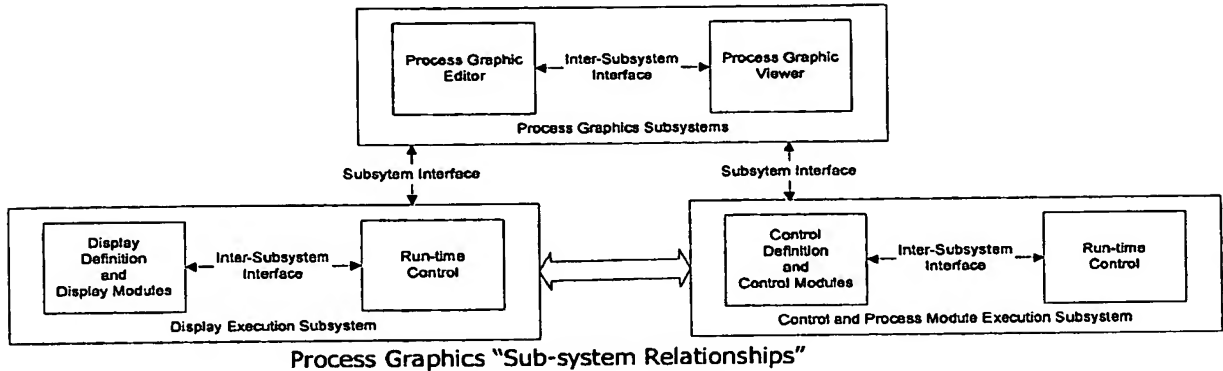 Process Graphic
Editor
Inter-Subsystem
Interface
Process Graphic
Viewer
Process Graphics Subsystems
Subsytem Interface
Subsytem Interface
Display
Definition
and
Display Modules
Inter-Subsystem
Interface
Run-time
Control
Display Execution Subsystem
Control
Definition
and
Control Modules
Inter-Subsystem
Interface
Run-time
Control
Control and Process Module Execution Subsystem
Process Graphics “Sub-system Relationships”